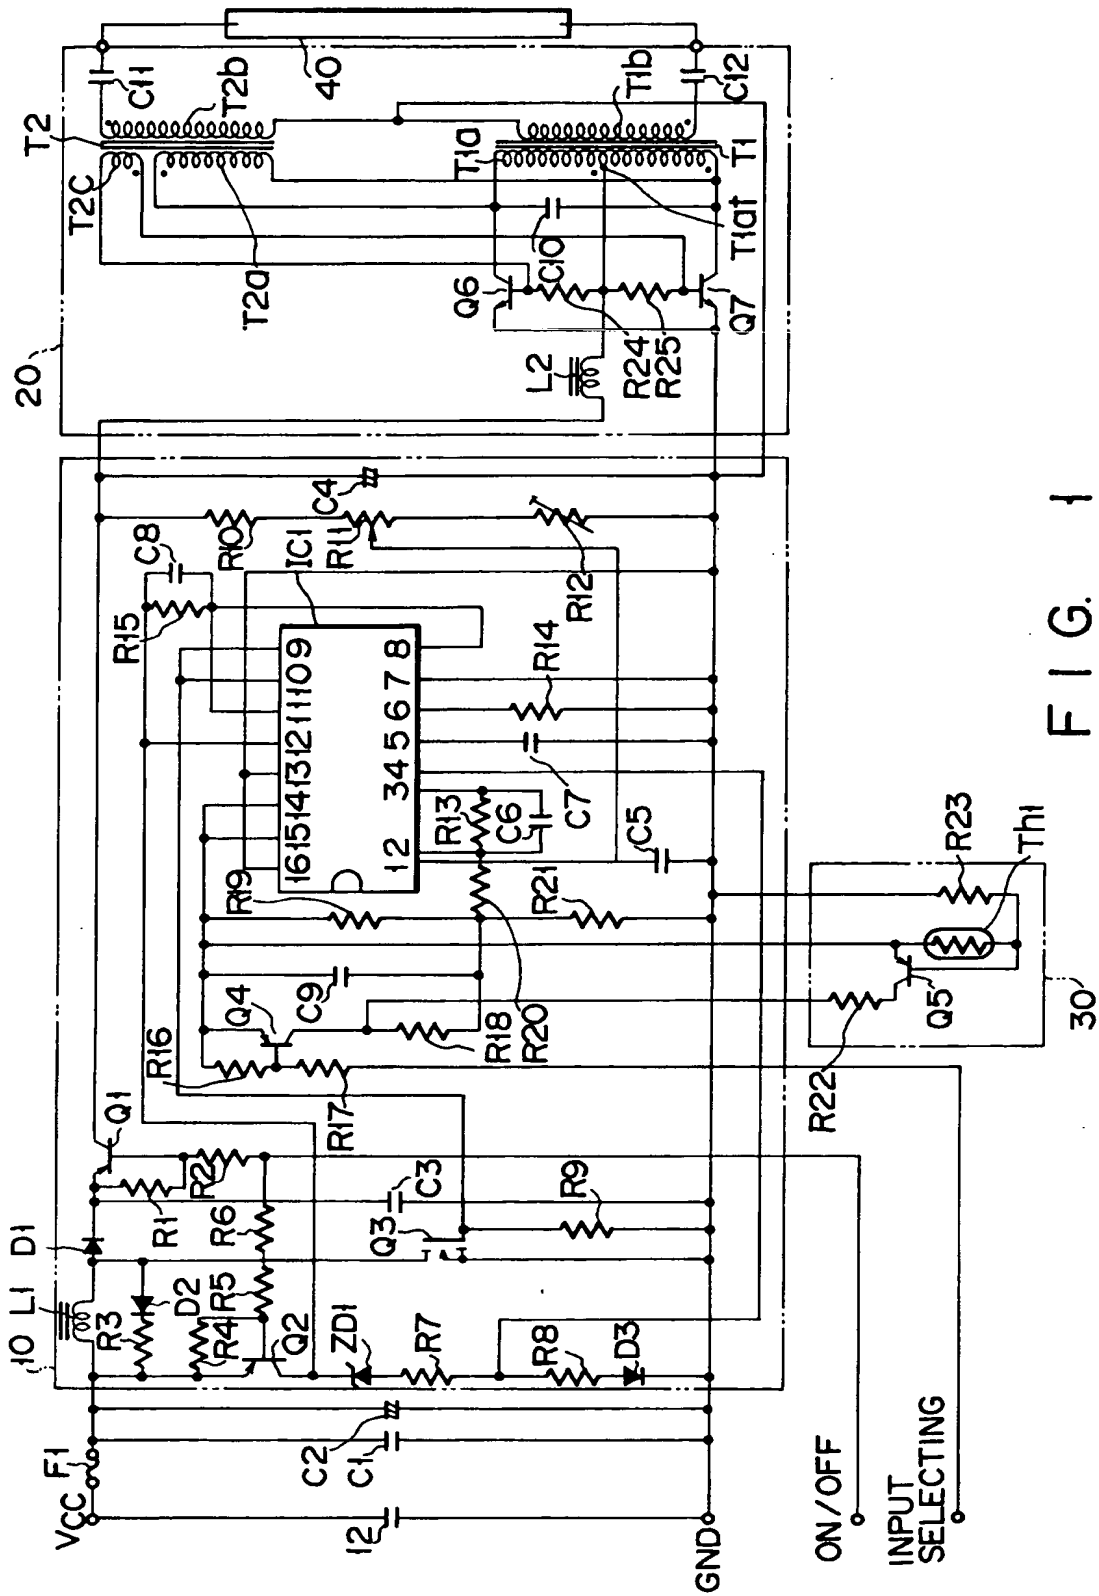 20
T2
T2C
T2b
T2a
C11
40
T1a
T1b
C12
T1
T1at
C10
Q6
Q7
R24
R25
L2
C4
C8
R15
R10
R11
IC1
R12
16 15 14 13 12 11 10 9
1 2 3 4 5 6 7 8
R14
C7
R13
C6
C5
R19
R21
C9
Q4
R18
R20
R16
R17
R23
Th1
Q5
R22
30
Q1
R2
R1
R6
C3
Q3
R9
10
L1
D1
D2
R3
R4
R5
Q2
ZD1
R7
R8
D3
VCC
F1
C2
C1
12
GND
ON/OFF
INPUT
SELECTING
FIG. 1